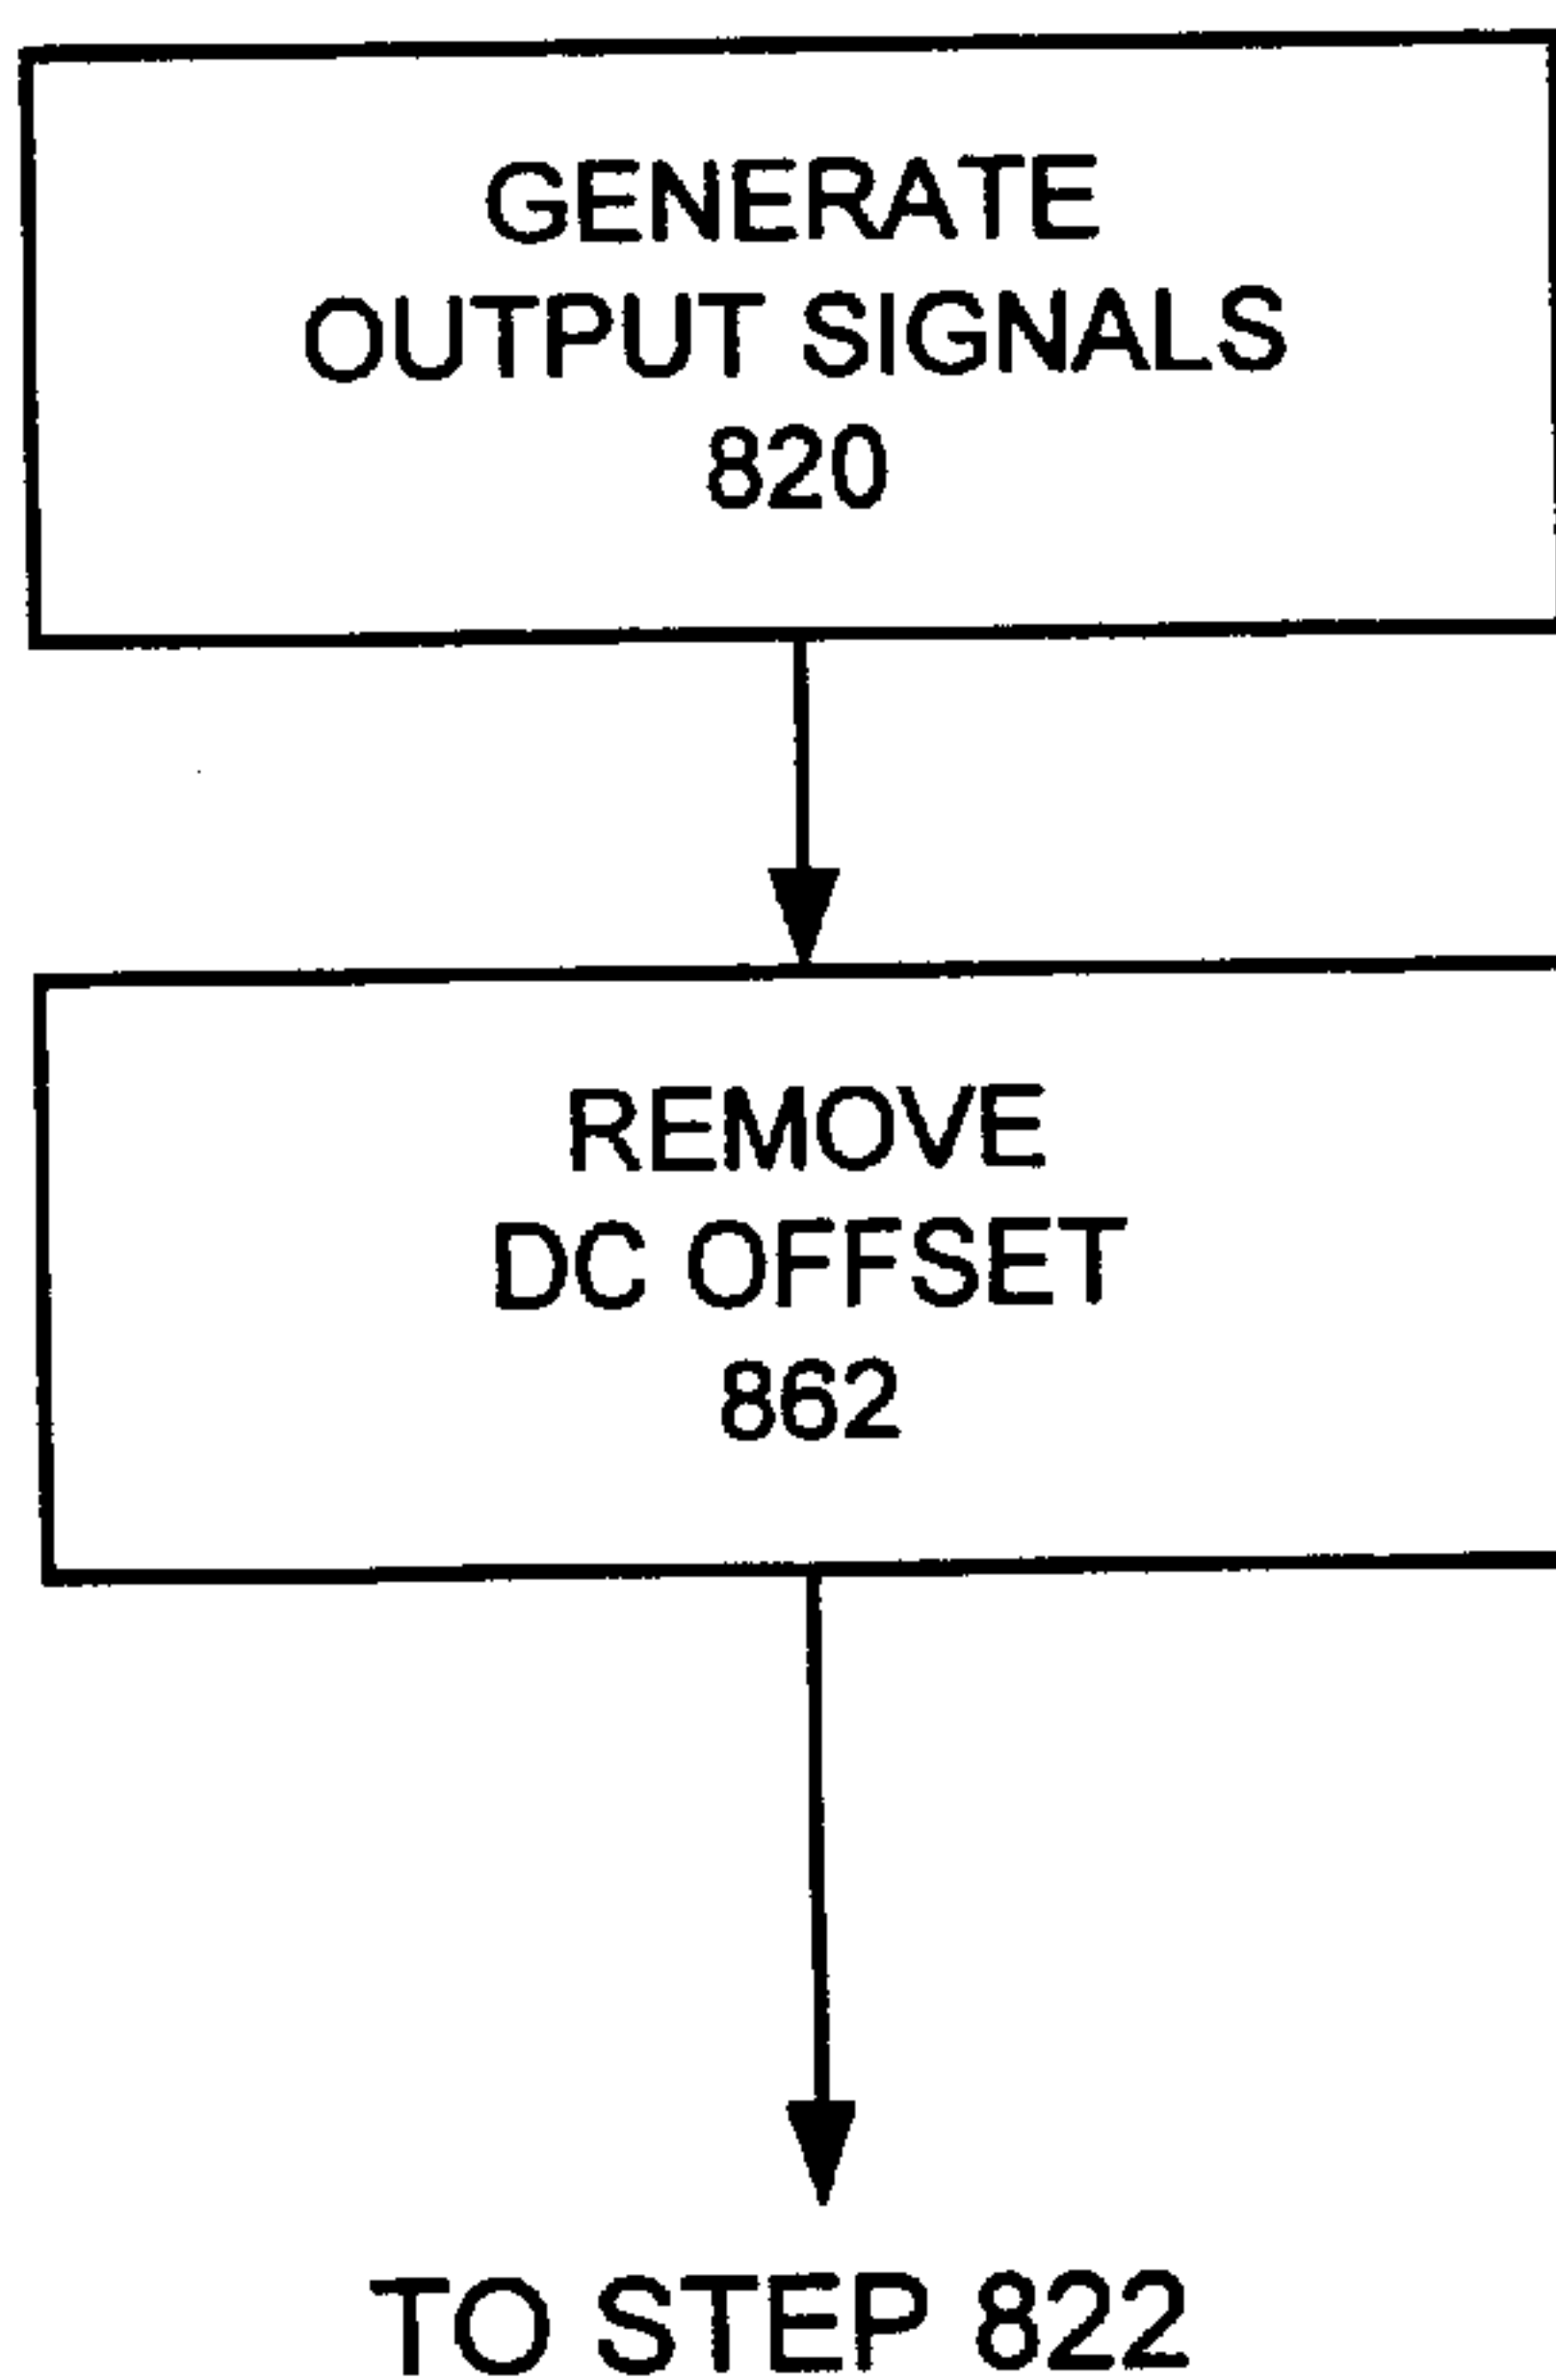 GENERATE
OUTPUT SIGNALS
820
REMOVE
DC OFFSET
862
TO STEP 822